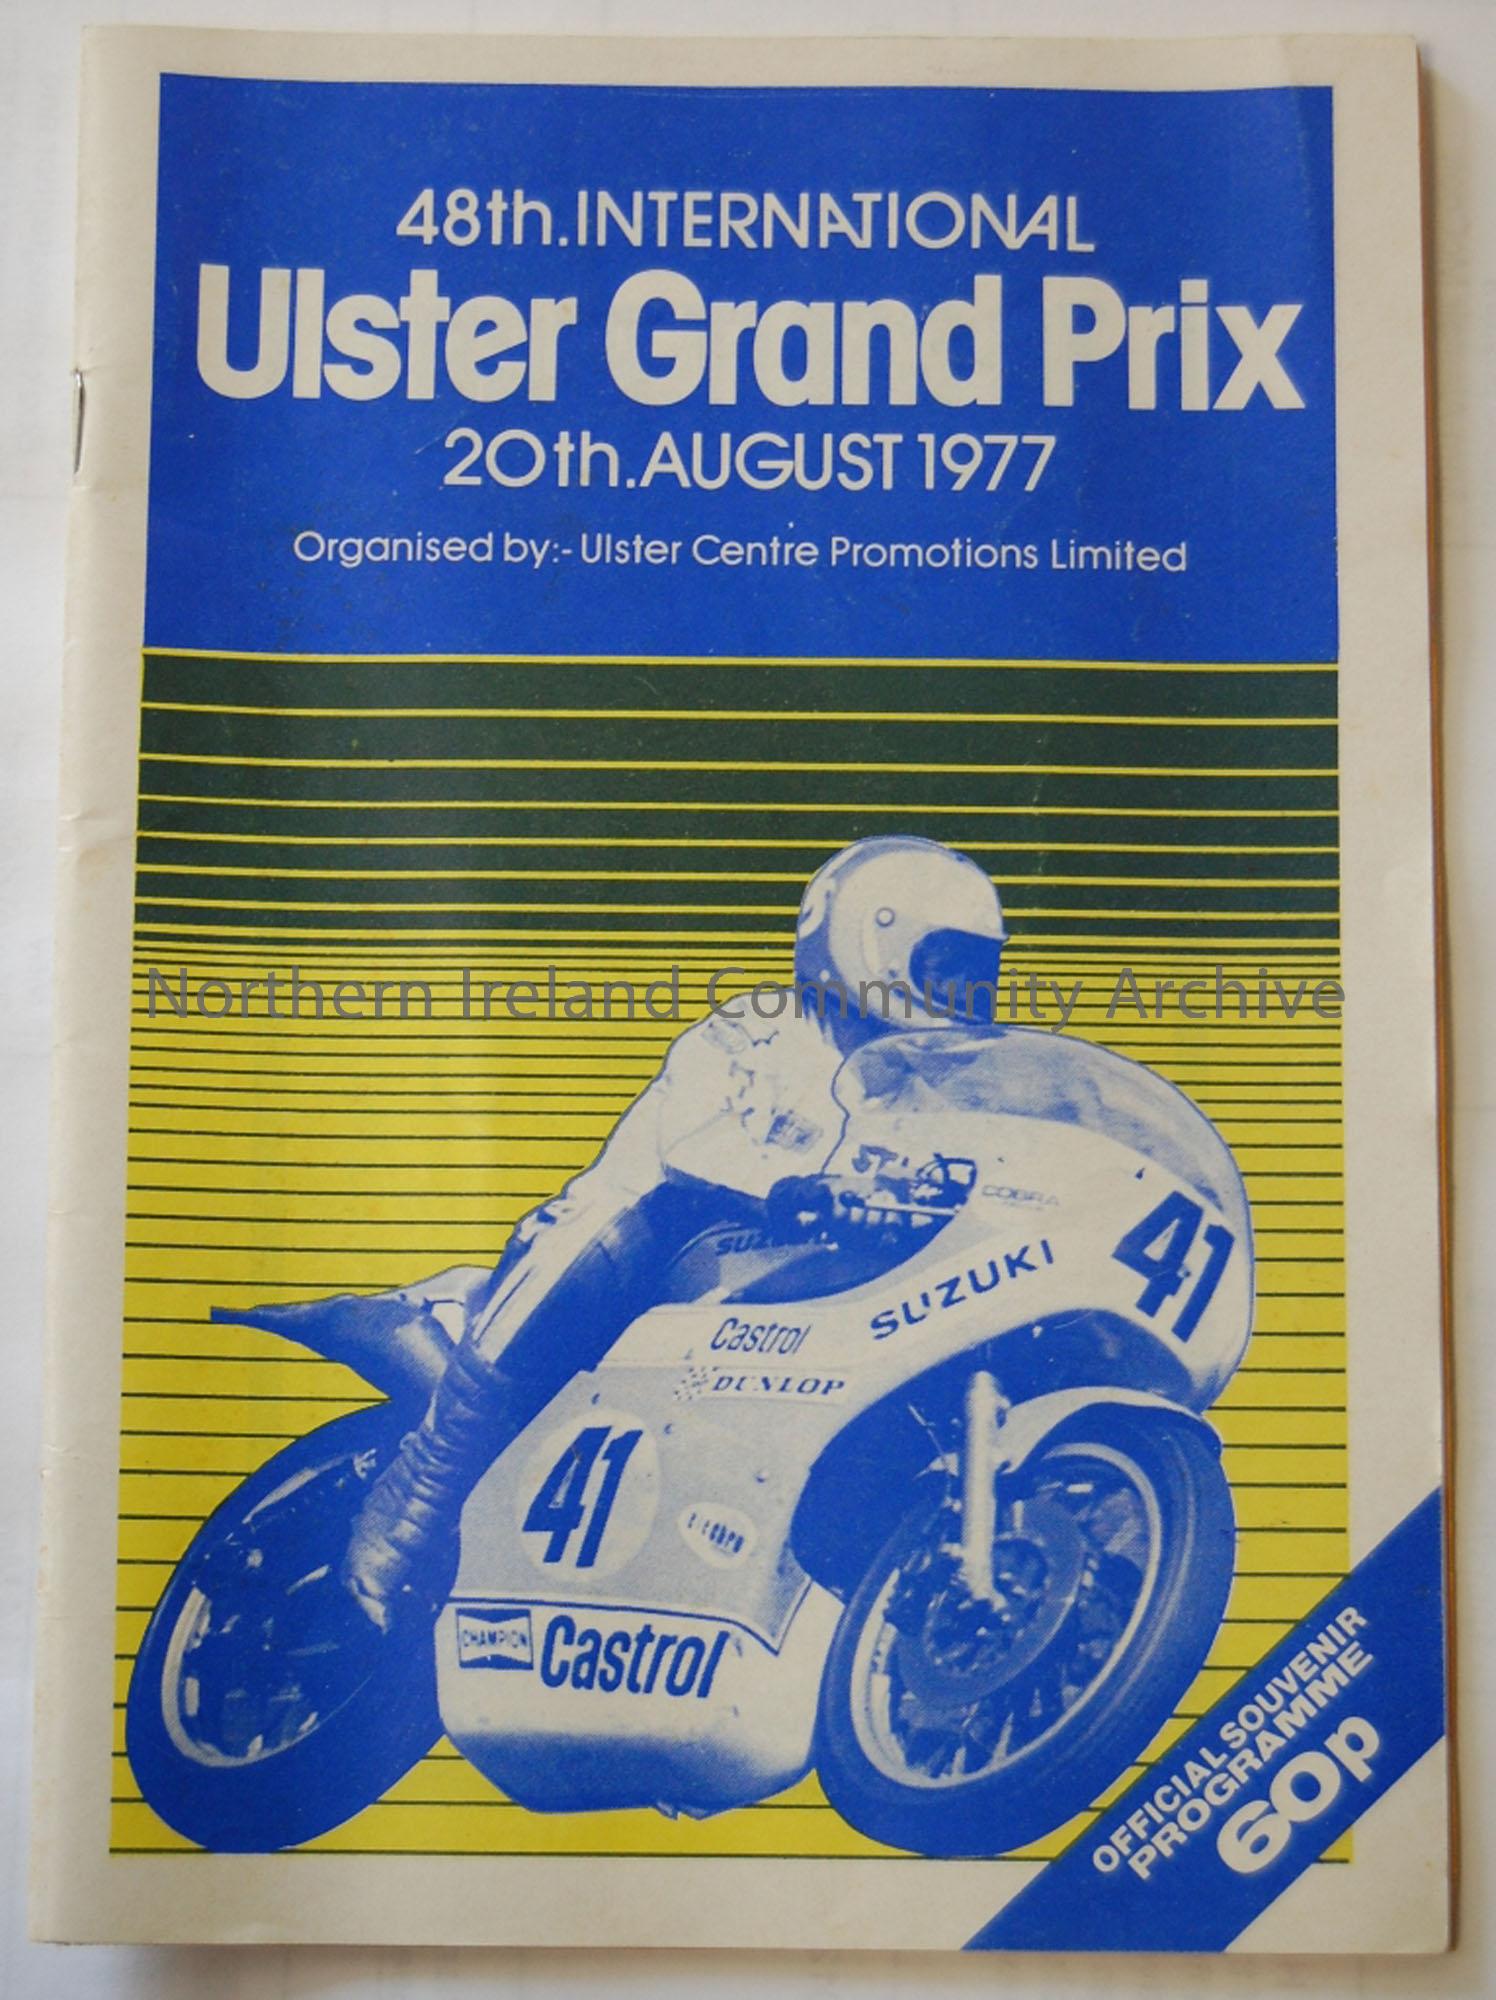 48th.INTERNATIONAL
Ulster Grand Prix
20th.AUGUST 1977
Organised by:- Ulster Centre Promotions Limited
Northern Ireland Community Archive
COBRA
41
SUZUKI
Castrol
DUNLOP
41
CHAMPION
Castrol
OFFICIAL SOUVENIR
PROGRAMME
60p